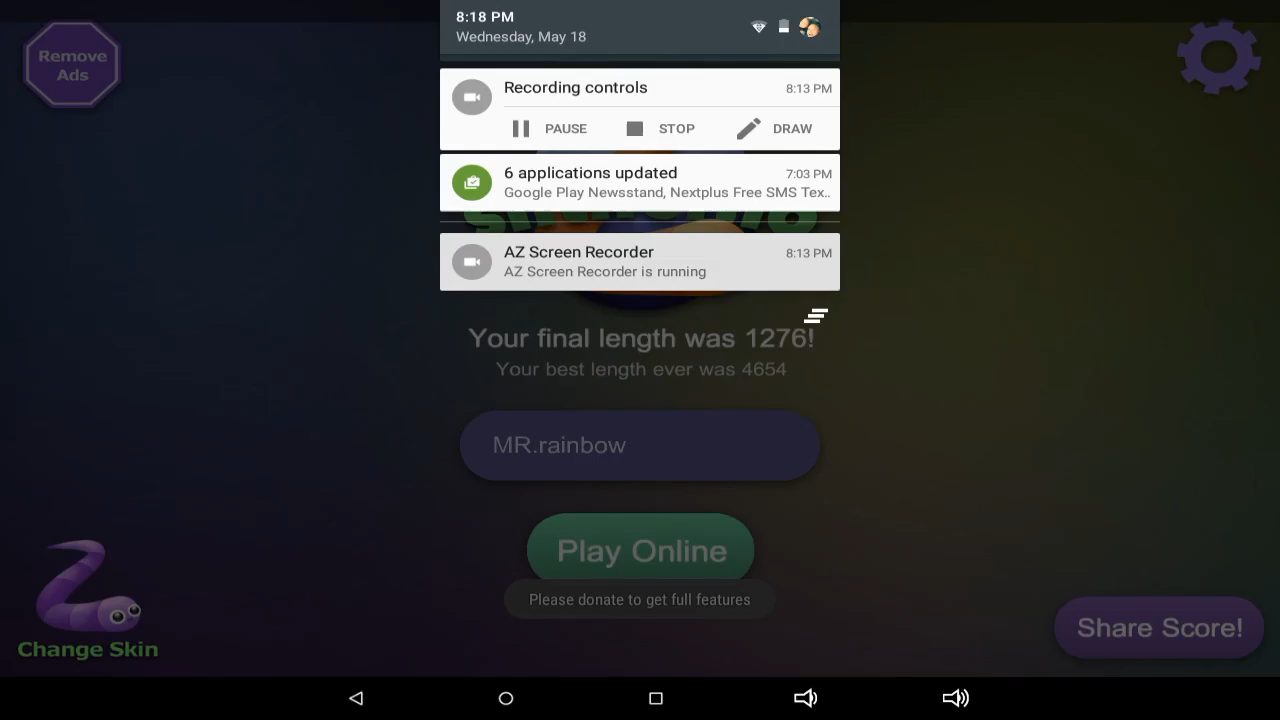 8:18 PM
Wednesday, May 18
Remove
Ads
Recording controls 8:13 PM
PAUSE STOP DRAW
6 applications updated 7:03 PM
Google Play Newsstand, Nextplus Free SMS Tex..
AZ Screen Recorder 8:13 PM
AZ Screen Recorder is running
Your final length was 1276!
Your best length ever was 4654
MR.rainbow
Play Online
Please donate to get full features
Change Skin
Share Score!